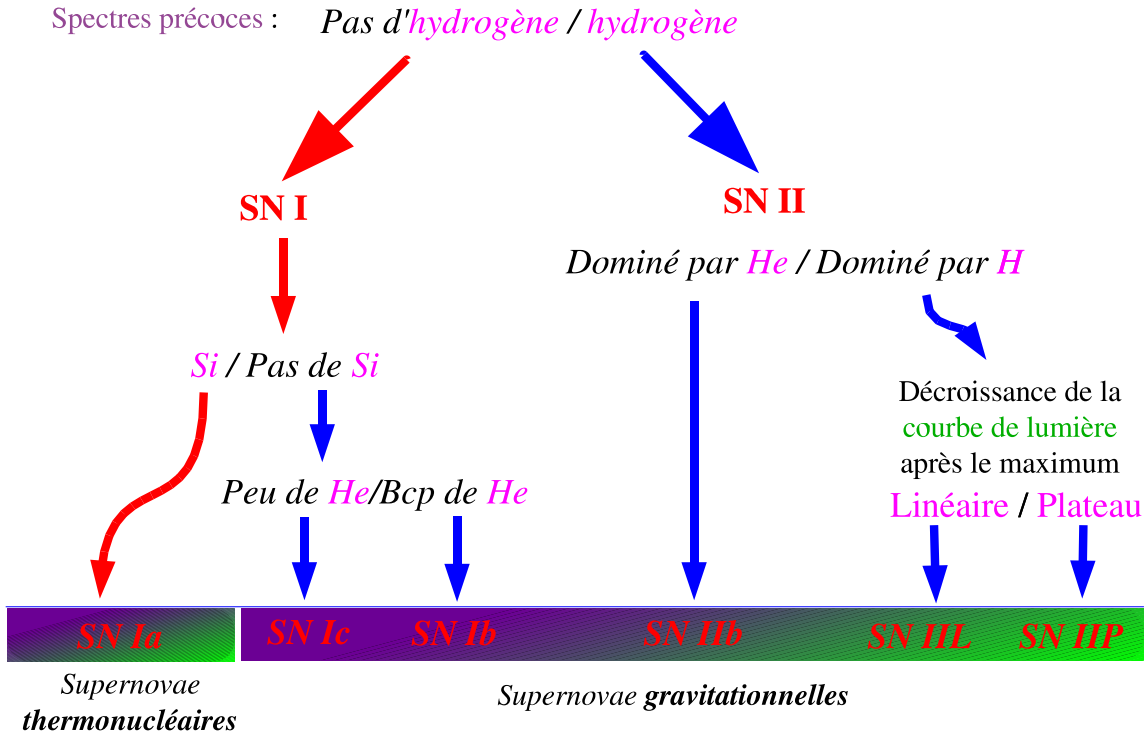 Spectres précoces : Pas d'hydrogène / hydrogène
SN I
SN II
Dominé par He / Dominé par H
Si / Pas de Si
Décroissance de la
courbe de lumière
après le maximum
Linéaire / Plateau
Peu de He/Bcp de He
SN Ia
SN Ic
SN Ib
SN IIb
SN IIL
SN IIP
Supernovae
thermonucléaires
Supernovae gravitationnelles